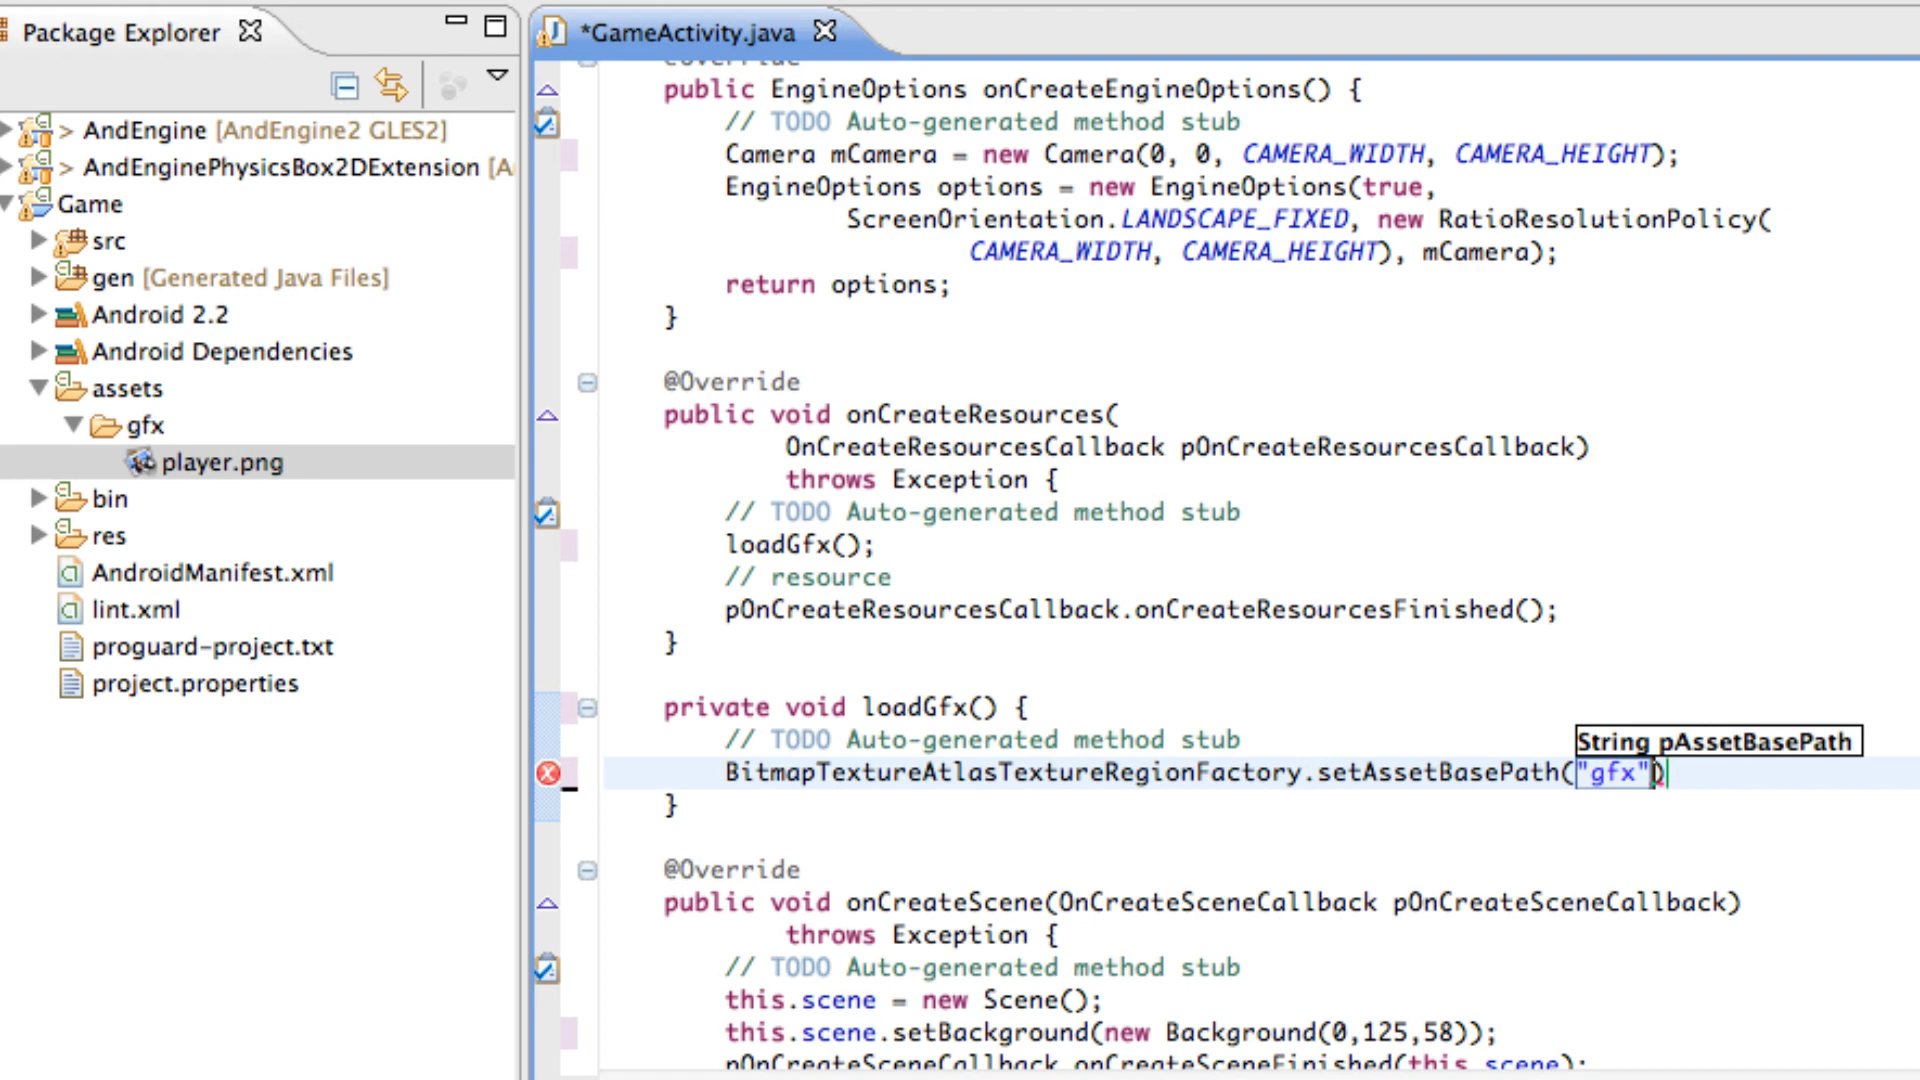 Package Explorer
> AndEngine [AndEngine2 GLES2]
> AndEnginePhysicsBox2DExtension [A
Game
src
gen [Generated Java Files]
Android 2.2
Android Dependencies
assets
gfx
player.png
bin
res
AndroidManifest.xml
lint.xml
proguard-project.txt
project.properties
*GameActivity.java
@Override
public EngineOptions onCreateEngineOptions() {
// TODO Auto-generated method stub
Camera mCamera = new Camera(0, 0, CAMERA_WIDTH, CAMERA_HEIGHT);
EngineOptions options = new EngineOptions(true,
ScreenOrientation.LANDSCAPE_FIXED, new RatioResolutionPolicy(
CAMERA_WIDTH, CAMERA_HEIGHT), mCamera);
return options;
}
@Override
public void onCreateResources(
OnCreateResourcesCallback pOnCreateResourcesCallback)
throws Exception {
// TODO Auto-generated method stub
loadGfx();
// resource
pOnCreateResourcesCallback.onCreateResourcesFinished();
}
private void loadGfx() {
// TODO Auto-generated method stub
String pAssetBasePath
BitmapTextureAtlasTextureRegionFactory.setAssetBasePath("gfx")
}
@Override
public void onCreateScene(OnCreateSceneCallback pOnCreateSceneCallback)
throws Exception {
// TODO Auto-generated method stub
this.scene = new Scene();
this.scene.setBackground(new Background(0,125,58));
pOnCreateSceneCallback.onCreateSceneFinished(this.scene);